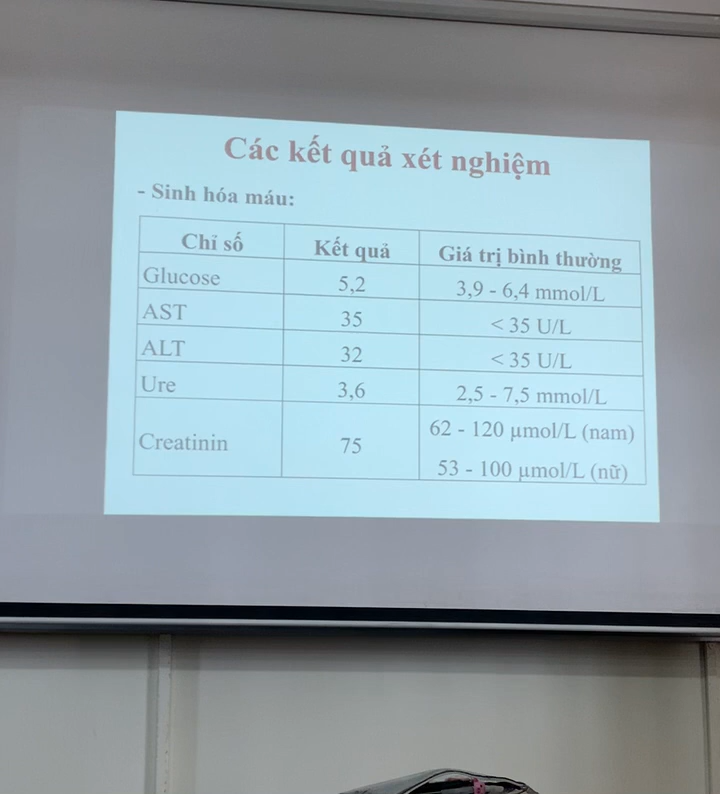 Các kết quả xét nghiệm
- Sinh hóa máu:
Chỉ số Kết quả Giá trị bình thường
Glucose 5,2 3,9 - 6,4 mmol/L
AST 35 < 35 U/L
ALT 32 < 35 U/L
Ure 3,6 2,5 - 7,5 mmol/L
Creatinin 75 62 - 120 µmol/L (nam)
53 - 100 µmol/L (nữ)